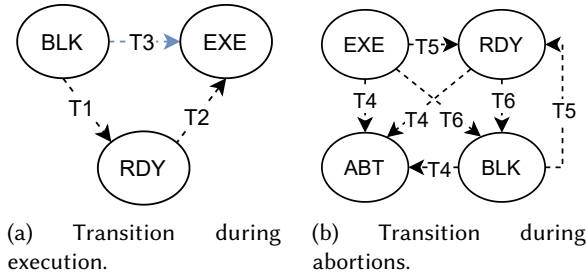 BLK
T3
EXE
T1
T2
RDY
EXE
T5
RDY
T4
T4
T6
T6
T5
ABT
T4
BLK
(a) Transition during
execution.
(b) Transition during
abortions.